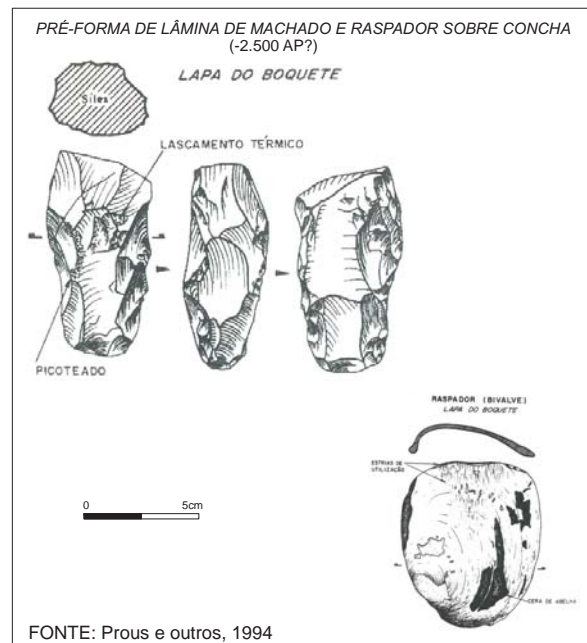 PRÉ-FORMA DE LÂMINA DE MACHADO E RASPADOR SOBRE CONCHA
(-2.500 AP?)
LAPA DO BOQUETE
Sílex
LASCAMENTO TÉRMICO
PICOTEADO
RASPADOR (BIVALVE)
LAPA DO BOQUETE
ESTRIAS DE
UTILIZAÇÃO
0 5cm
CERA DE ABELHA
FONTE: Prous e outros, 1994